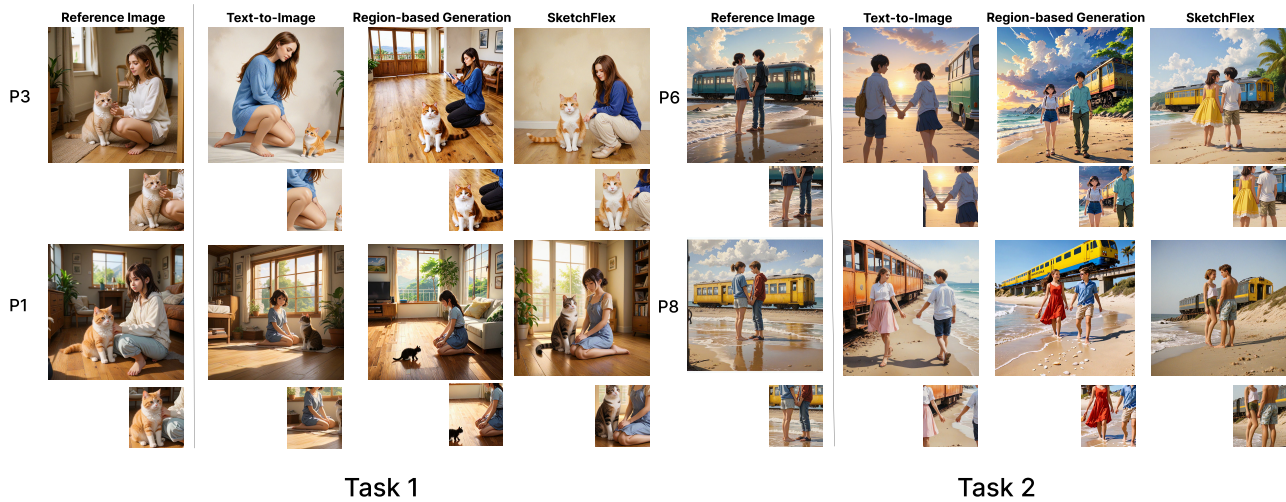 Reference Image Text-to-Image Region-based Generation SketchFlex Reference Image Text-to-Image Region-based Generation SketchFlex
P3 P6
P1 P8
Task 1 Task 2